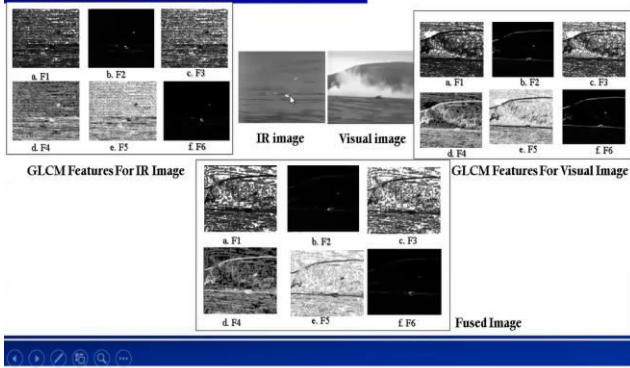 a. F1
b. F2
c. F3
d. F4
e. F5
f. F6
GLCM Features For IR Image
IR image
Visual image
a. F1
b. F2
c. F3
d. F4
e. F5
f. F6
GLCM Features For Visual Image
a. F1
b. F2
c. F3
d. F4
e. F5
f. F6
Fused Image